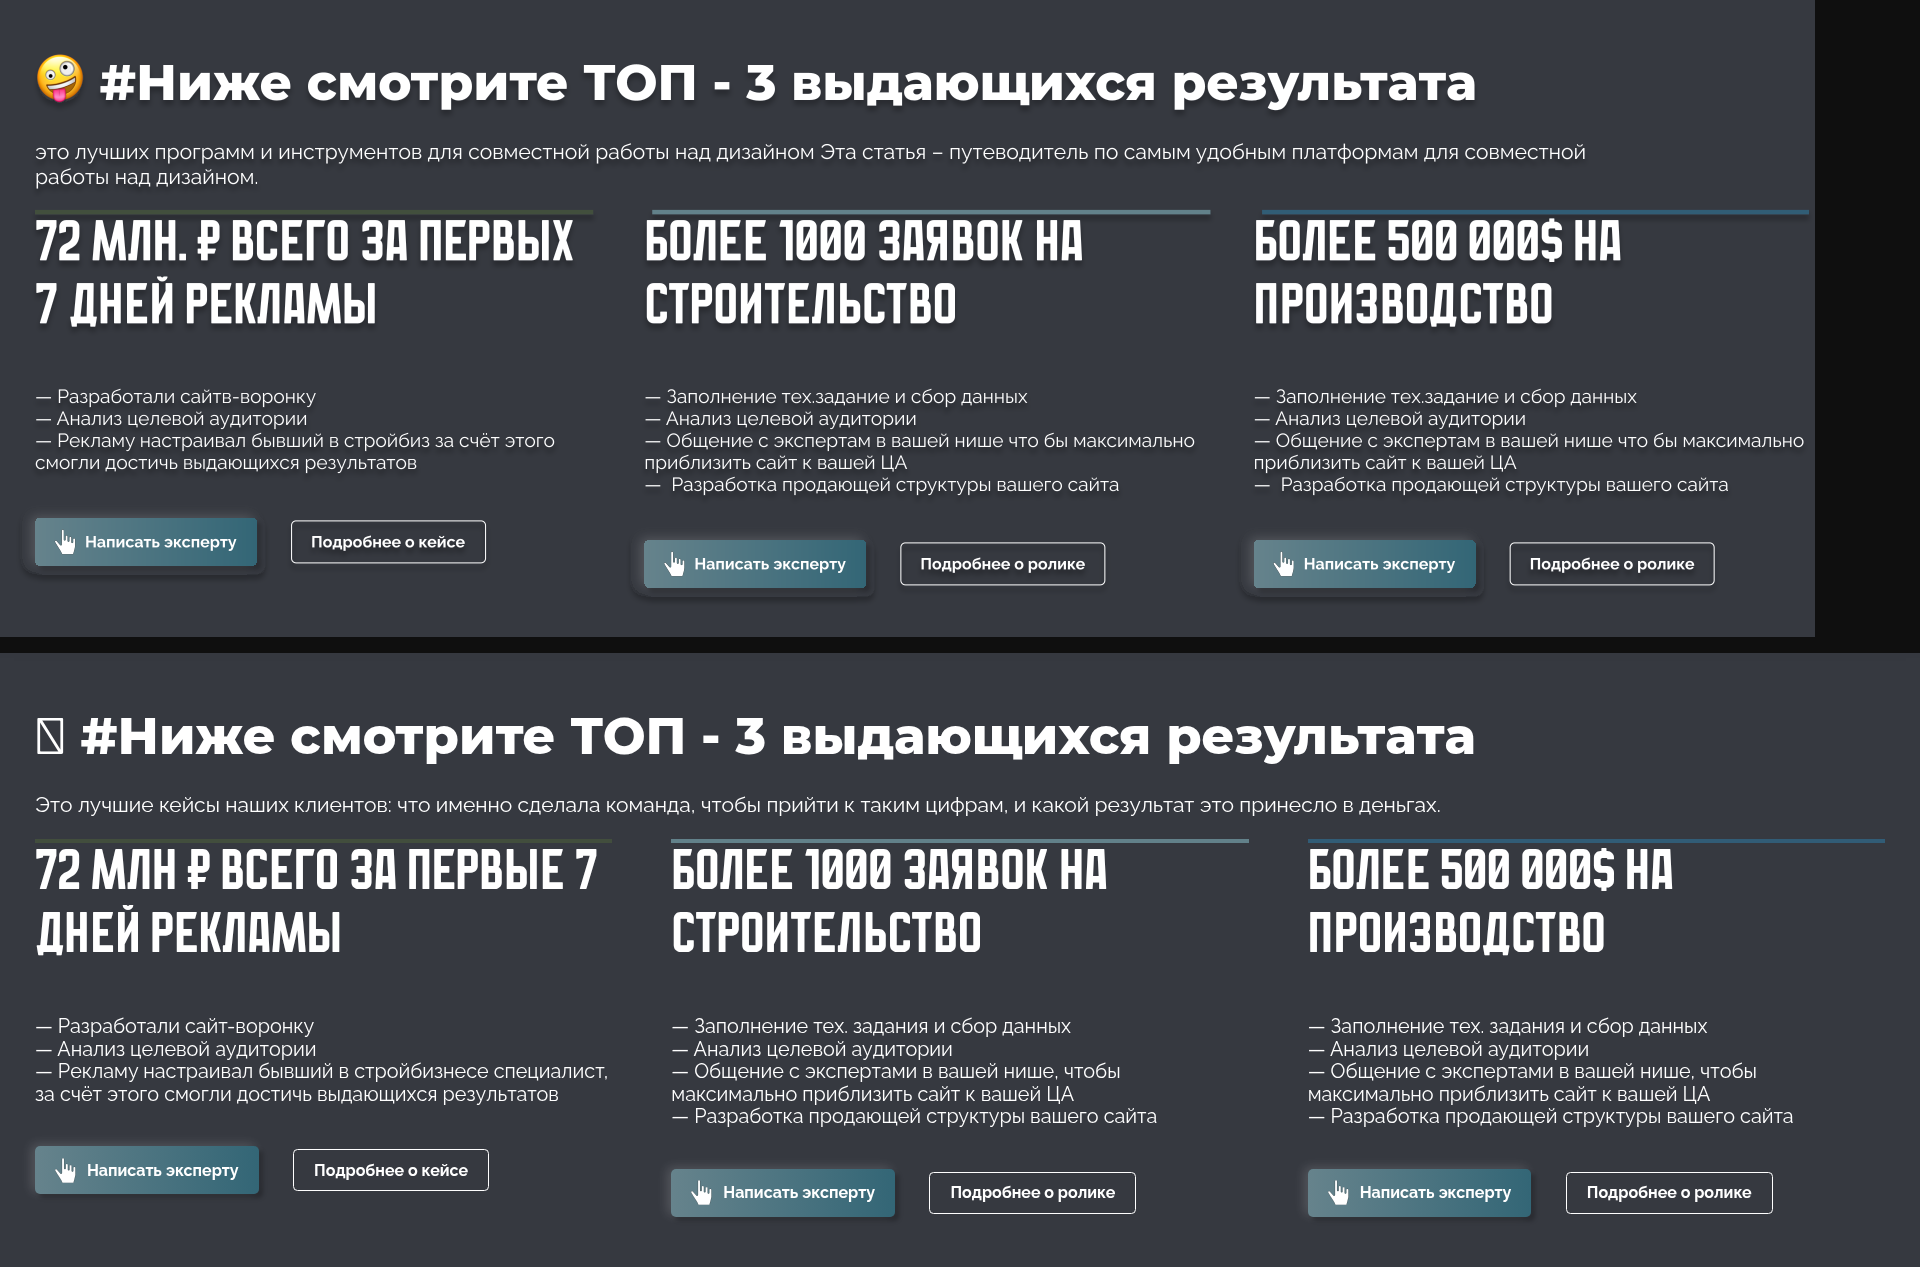 🤪 #Ниже смотрите ТОП - 3 выдающихся результата
это лучших программ и инструментов для совместной работы над дизайном Эта статья – путеводитель по самым удобным платформам для совместной
работы над дизайном.
72 МЛН. ₽ ВСЕГО ЗА ПЕРВЫХ
7 ДНЕЙ РЕКЛАМЫ
— Разработали сайтв-воронку
— Анализ целевой аудитории
— Рекламу настраивал бывший в стройбиз за счёт этого
смогли достичь выдающихся результатов
Написать эксперту
Подробнее о кейсе
БОЛЕЕ 1000 ЗАЯВОК НА
СТРОИТЕЛЬСТВО
— Заполнение тех.задание и сбор данных
— Анализ целевой аудитории
— Общение с экспертам в вашей нише что бы максимально
приблизить сайт к вашей ЦА
— Разработка продающей структуры вашего сайта
Написать эксперту
Подробнее о ролике
БОЛЕЕ 500 000$ НА
ПРОИЗВОДСТВО
— Заполнение тех.задание и сбор данных
— Анализ целевой аудитории
— Общение с экспертам в вашей нише что бы максимально
приблизить сайт к вашей ЦА
— Разработка продающей структуры вашего сайта
Написать эксперту
Подробнее о ролике
#Ниже смотрите ТОП - 3 выдающихся результата
Это лучшие кейсы наших клиентов: что именно сделала команда, чтобы прийти к таким цифрам, и какой результат это принесло в деньгах.
72 МЛН ₽ ВСЕГО ЗА ПЕРВЫЕ 7
ДНЕЙ РЕКЛАМЫ
— Разработали сайт-воронку
— Анализ целевой аудитории
— Рекламу настраивал бывший в стройбизнесе специалист,
за счёт этого смогли достичь выдающихся результатов
Написать эксперту
Подробнее о кейсе
БОЛЕЕ 1000 ЗАЯВОК НА
СТРОИТЕЛЬСТВО
— Заполнение тех. задания и сбор данных
— Анализ целевой аудитории
— Общение с экспертами в вашей нише, чтобы
максимально приблизить сайт к вашей ЦА
— Разработка продающей структуры вашего сайта
Написать эксперту
Подробнее о ролике
БОЛЕЕ 500 000$ НА
ПРОИЗВОДСТВО
— Заполнение тех. задания и сбор данных
— Анализ целевой аудитории
— Общение с экспертами в вашей нише, чтобы
максимально приблизить сайт к вашей ЦА
— Разработка продающей структуры вашего сайта
Написать эксперту
Подробнее о ролике